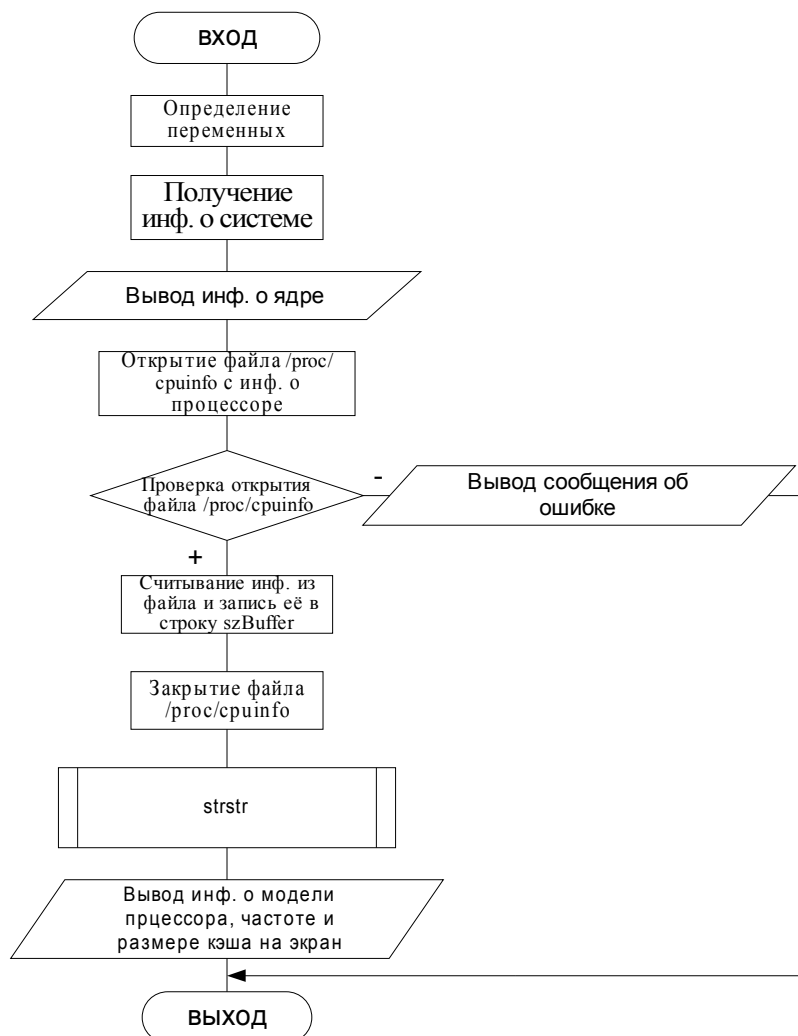 ВХОД
Определение
переменных
Получение
инф. о системе
Вывод инф. о ядре
Открытие файла /proc/
cpuinfo с инф. о
процессоре
Проверка открытия
файла /proc/cpuinfo
-
Вывод сообщения об
ошибке
+
Считывание инф. из
файла и запись её в
строку szBuffer
Закрытие файла
/proc/cpuinfo
strstr
Вывод инф. о модели
прцессора, частоте и
размере кэша на экран
ВЫХОД